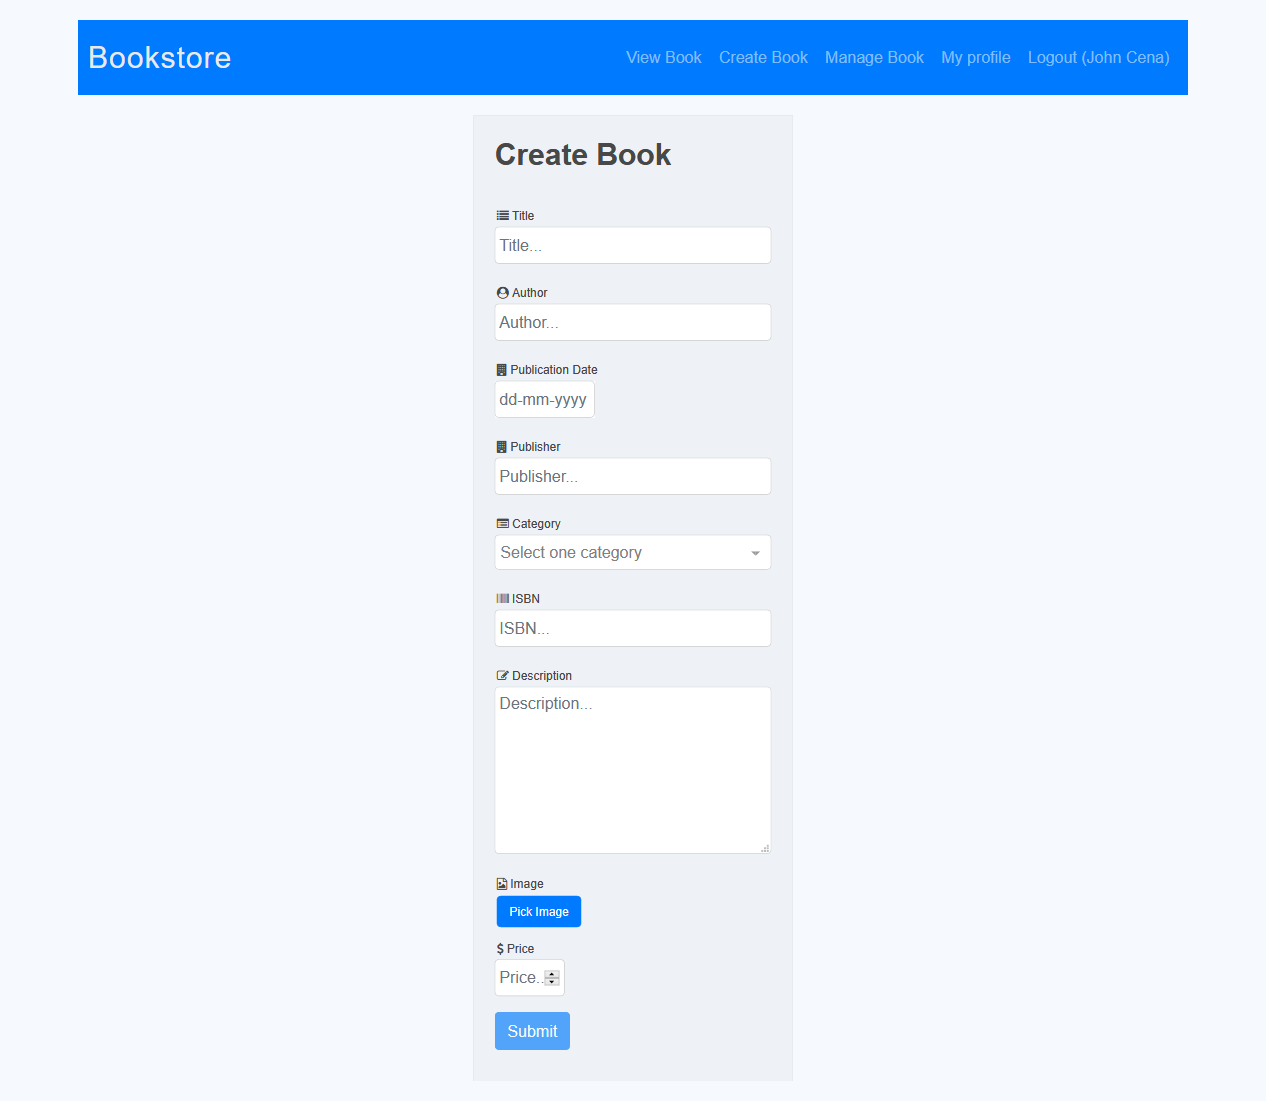 Bookstore
View Book Create Book Manage Book My profile Logout (John Cena)
Create Book
Title
Title...
Author
Author...
Publication Date
dd-mm-yyyy
Publisher
Publisher...
Category
Select one category
ISBN
ISBN...
Description
Description...
Image
Pick Image
$ Price
Price..
Submit